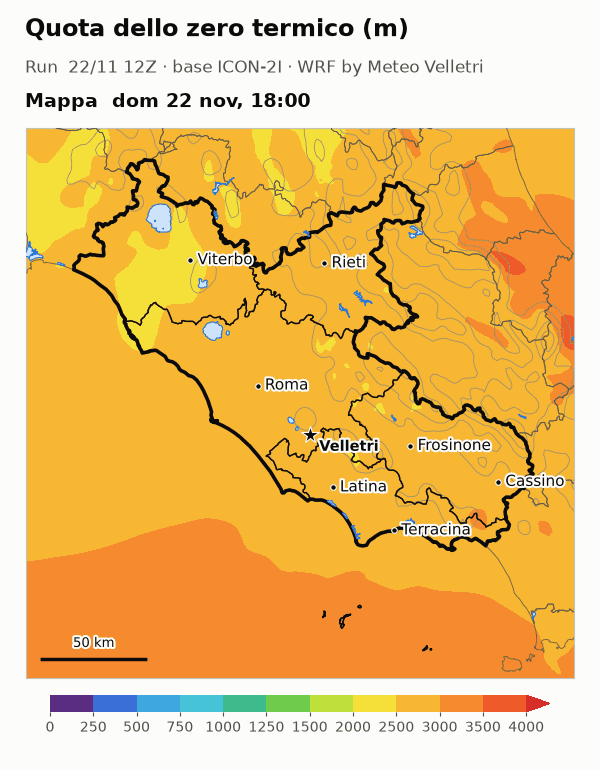 Quota dello zero termico (m)
Run 22/11 12Z · base ICON-2I · WRF by Meteo Velletri
Mappa dom 22 nov, 18:00
Viterbo
Rieti
Roma
Velletri
Frosinone
Cassino
Latina
Terracina
50 km
0 250 500 750 1000 1250 1500 2000 2500 3000 3500 4000